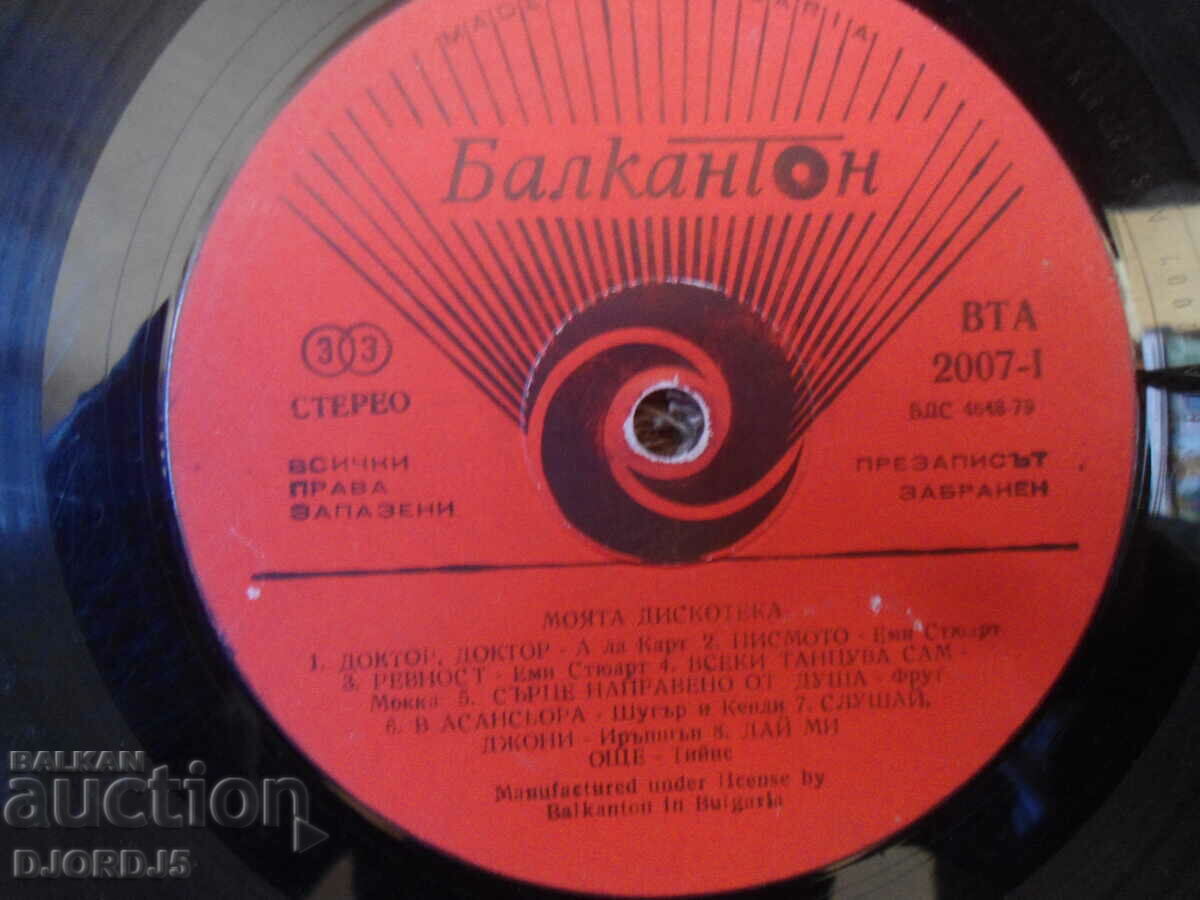 MADE
БалканТон
33
СТЕРЕО
ВТА
2007-I
БДС 4648-79
ВСИЧКИ
ПРАВА
ЗАПАЗЕНИ
ПРЕЗАПИСЪТ
ЗАБРАНЕН
МОЯТА ДИСКОТЕКА
1. ДОКТОР, ДОКТОР - А ла Карт 2. ПИСМОТО - Еми Стюарт
3. РЕВНОСТ - Еми Стюарт 4. ВСЕКИ ТАНЦУВА САМ -
Мокка 5. СЪРЦЕ НАПРАВЕНО ОТ ДУША - Фрут
6. В АСАНСЬОРА - Шугър и Кенди 7. СЛУШАЙ,
ДЖОНИ - Иръпшън 8. ДАЙ МИ
ОЩЕ - Тийнс
Manufactured under license by
Balkanton in Bulgaria
BALKAN
auction
DJORDJ5